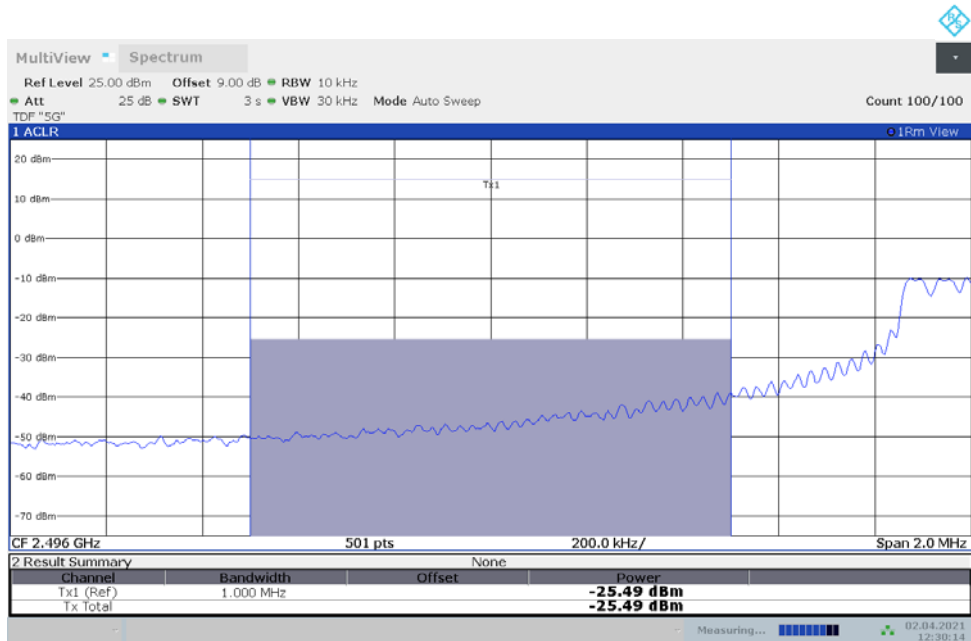 R&S
MultiView Spectrum
Ref Level 25.00 dBm Offset 9.00 dB RBW 10 kHz
Att 25 dB SWT 3 s VBW 30 kHz Mode Auto Sweep Count 100/100
TDF "5G"
1 ACLR 1Rm View
20 dBm
Tx1
10 dBm
0 dBm
-10 dBm
-20 dBm
-30 dBm
-40 dBm
-50 dBm
-60 dBm
-70 dBm
CF 2.496 GHz 501 pts 200.0 kHz/ Span 2.0 MHz
2 Result Summary None
Channel Bandwidth Offset Power
Tx1 (Ref) 1.000 MHz -25.49 dBm
Tx Total -25.49 dBm
Measuring... 02.04.2021
12:30:14